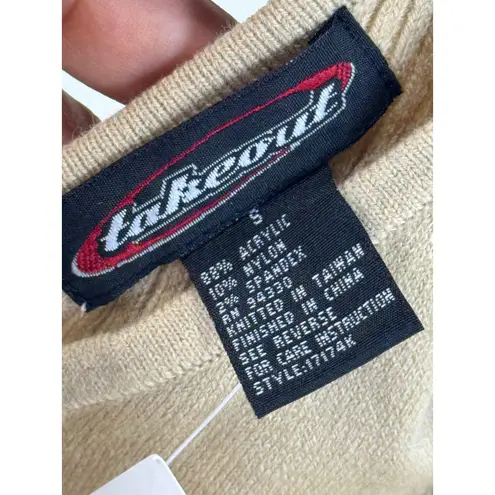 takeout
S
88% ACRYLIC
10% NYLON
2% SPANDEX
RN 94330
KNITTED IN TAIWAN
FINISHED IN CHINA
SEE REVERSE
FOR CARE INSTRUCTION
STYLE:17174K